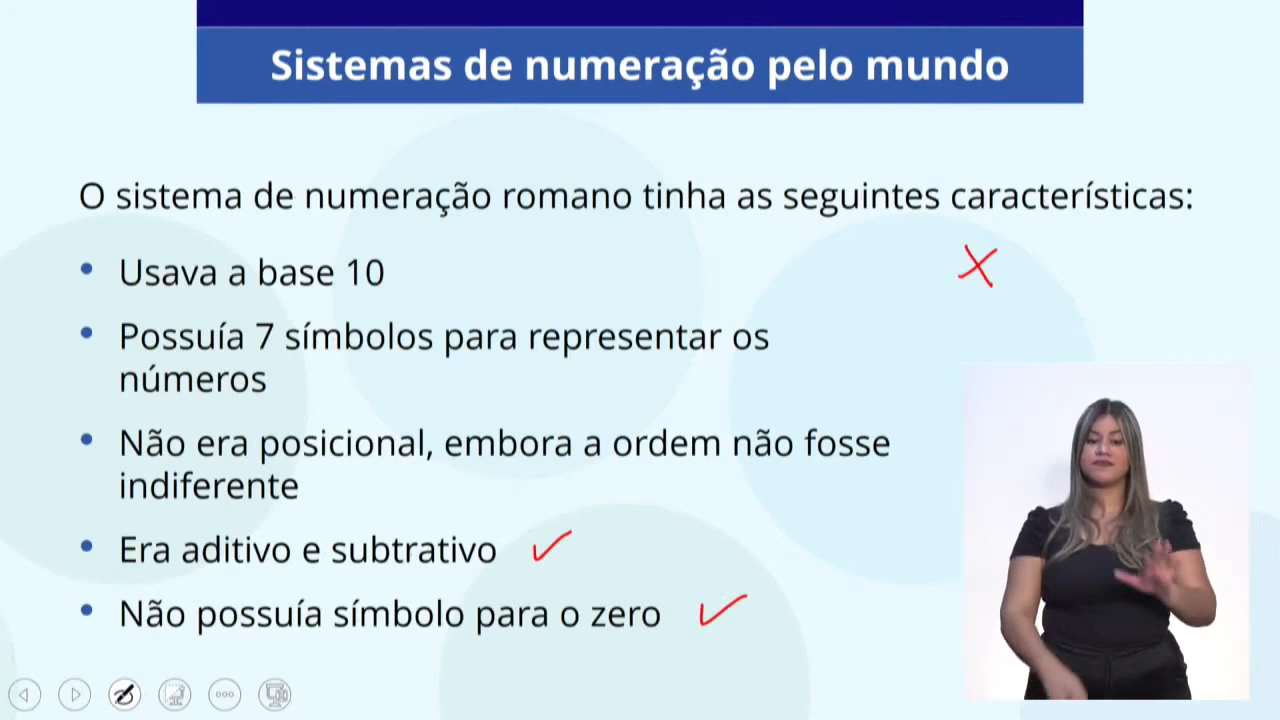 Sistemas de numeração pelo mundo
O sistema de numeração romano tinha as seguintes características:
• Usava a base 10
• Possuía 7 símbolos para representar os
números
• Não era posicional, embora a ordem não fosse
indiferente
• Era aditivo e subtrativo
• Não possuía símbolo para o zero